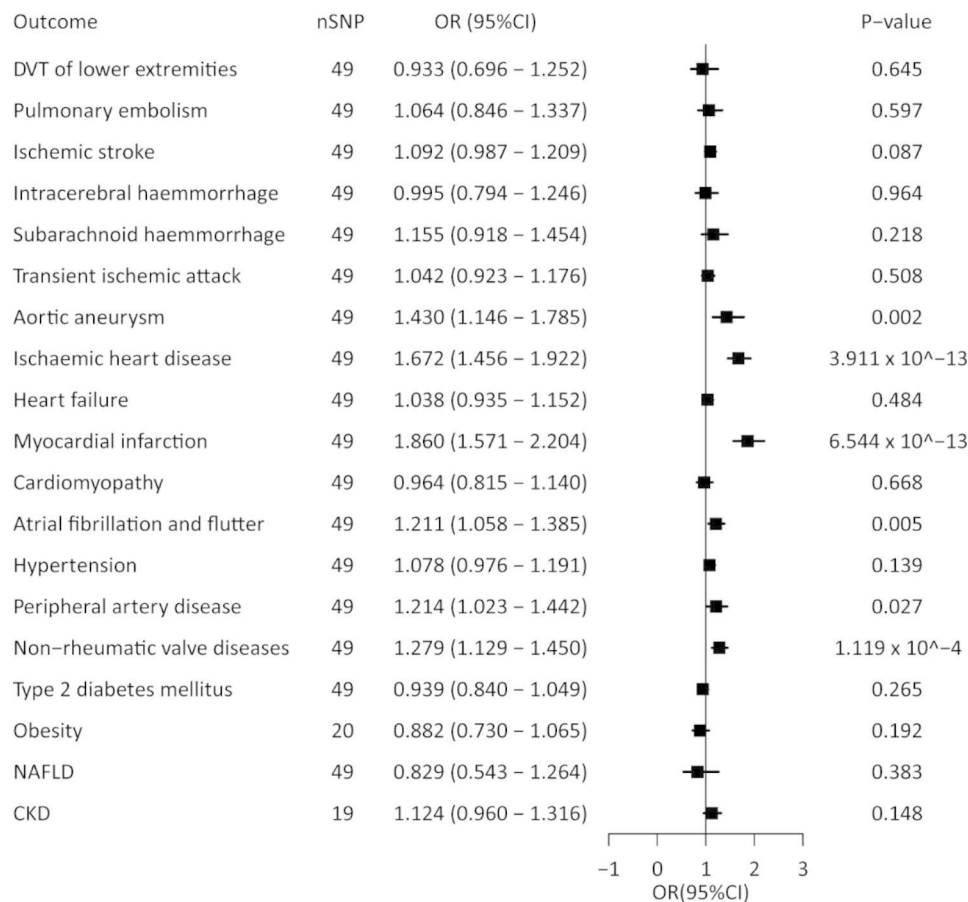 Outcome nSNP OR (95%CI) P−value
DVT of lower extremities 49 0.933 (0.696 − 1.252) 0.645
Pulmonary embolism 49 1.064 (0.846 − 1.337) 0.597
Ischemic stroke 49 1.092 (0.987 − 1.209) 0.087
Intracerebral haemmorrhage 49 0.995 (0.794 − 1.246) 0.964
Subarachnoid haemmorrhage 49 1.155 (0.918 − 1.454) 0.218
Transient ischemic attack 49 1.042 (0.923 − 1.176) 0.508
Aortic aneurysm 49 1.430 (1.146 − 1.785) 0.002
Ischaemic heart disease 49 1.672 (1.456 − 1.922) 3.911 x 10^−13
Heart failure 49 1.038 (0.935 − 1.152) 0.484
Myocardial infarction 49 1.860 (1.571 − 2.204) 6.544 x 10^−13
Cardiomyopathy 49 0.964 (0.815 − 1.140) 0.668
Atrial fibrillation and flutter 49 1.211 (1.058 − 1.385) 0.005
Hypertension 49 1.078 (0.976 − 1.191) 0.139
Peripheral artery disease 49 1.214 (1.023 − 1.442) 0.027
Non−rheumatic valve diseases 49 1.279 (1.129 − 1.450) 1.119 x 10^−4
Type 2 diabetes mellitus 49 0.939 (0.840 − 1.049) 0.265
Obesity 20 0.882 (0.730 − 1.065) 0.192
NAFLD 49 0.829 (0.543 − 1.264) 0.383
CKD 19 1.124 (0.960 − 1.316) 0.148
−1 0 1 2 3
OR(95%CI)